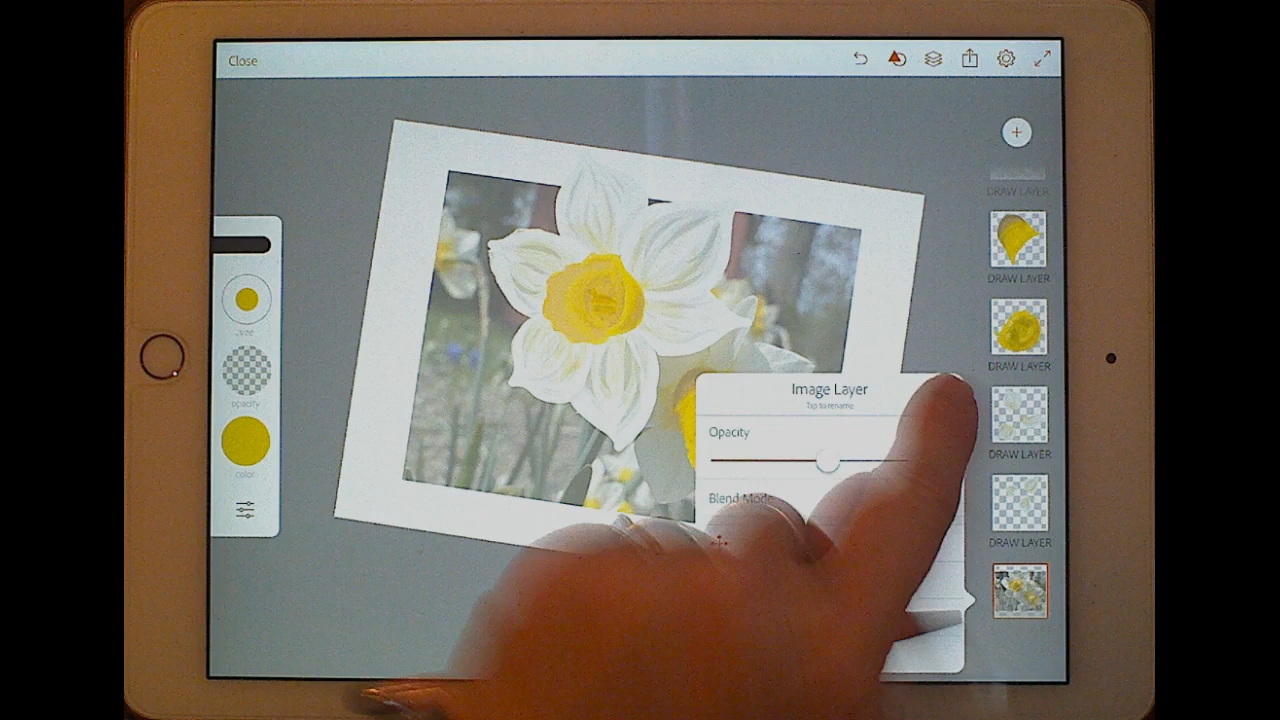 Close
DRAW LAYER
DRAW LAYER
DRAW LAYER
DRAW LAYER
DRAW LAYER
opacity
color
Image Layer
Tap to rename
Opacity
Blend Mode